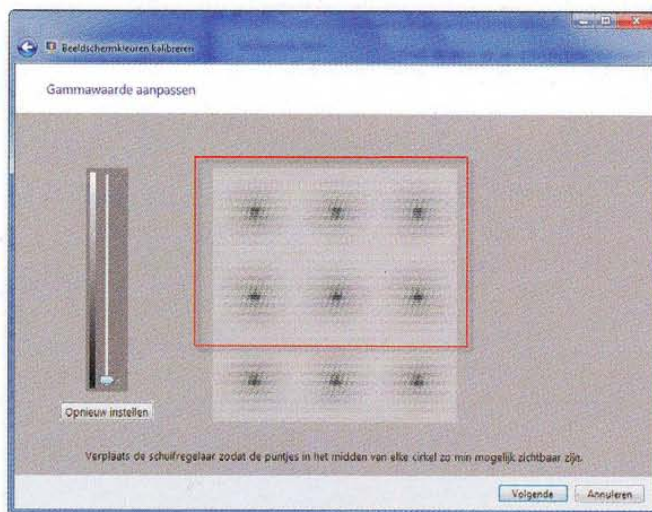 Beeldschermkleuren kalibreren
Gammawaarde aanpassen
Opnieuw instellen
Verplaats de schuifregelaar zodat de puntjes in het midden van elke cirkel zo min mogelijk zichtbaar zijn.
Volgende
Annuleren